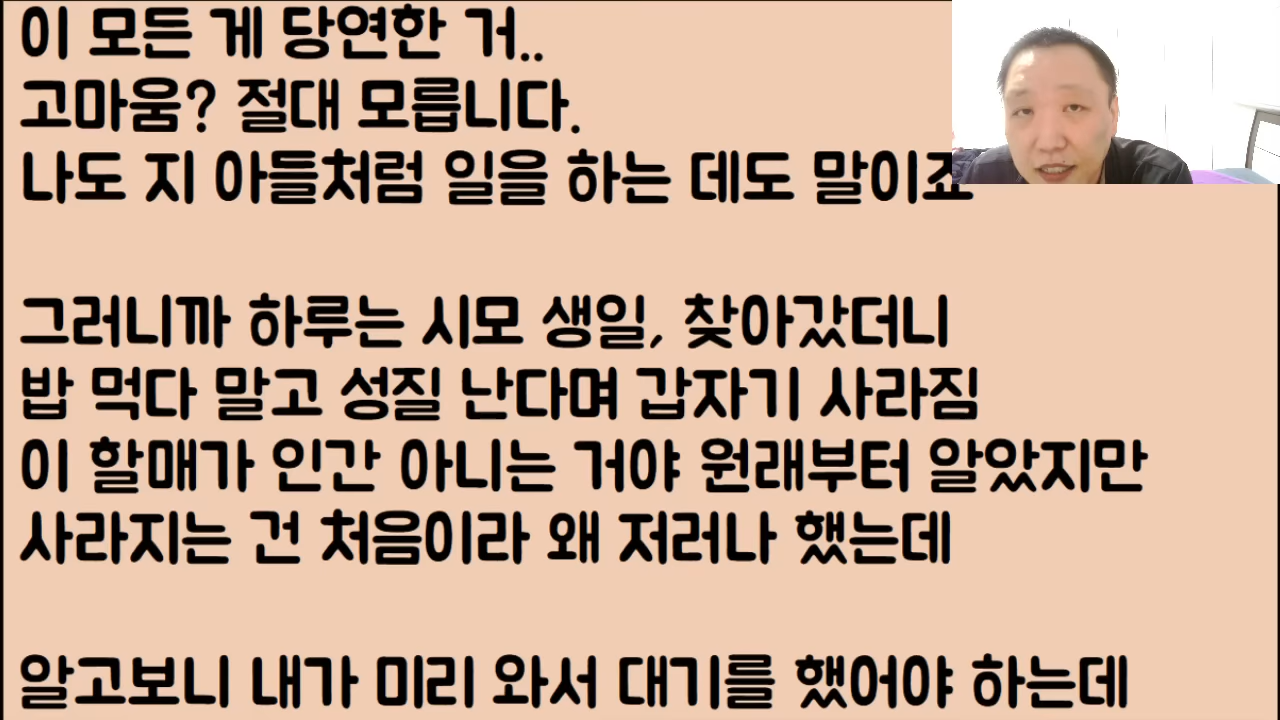 이 모든 게 당연한 거..
고마움? 절대 모릅니다.
나도 지 아들처럼 일을 하는 데도 말이죠
그러니까 하루는 시모 생일, 찾아갔더니
밥 먹다 말고 성질 난다며 갑자기 사라짐
이 할매가 인간 아니는 거야 원래부터 알았지만
사라지는 건 처음이라 왜 저러나 했는데
알고보니 내가 미리 와서 대기를 했어야 하는데